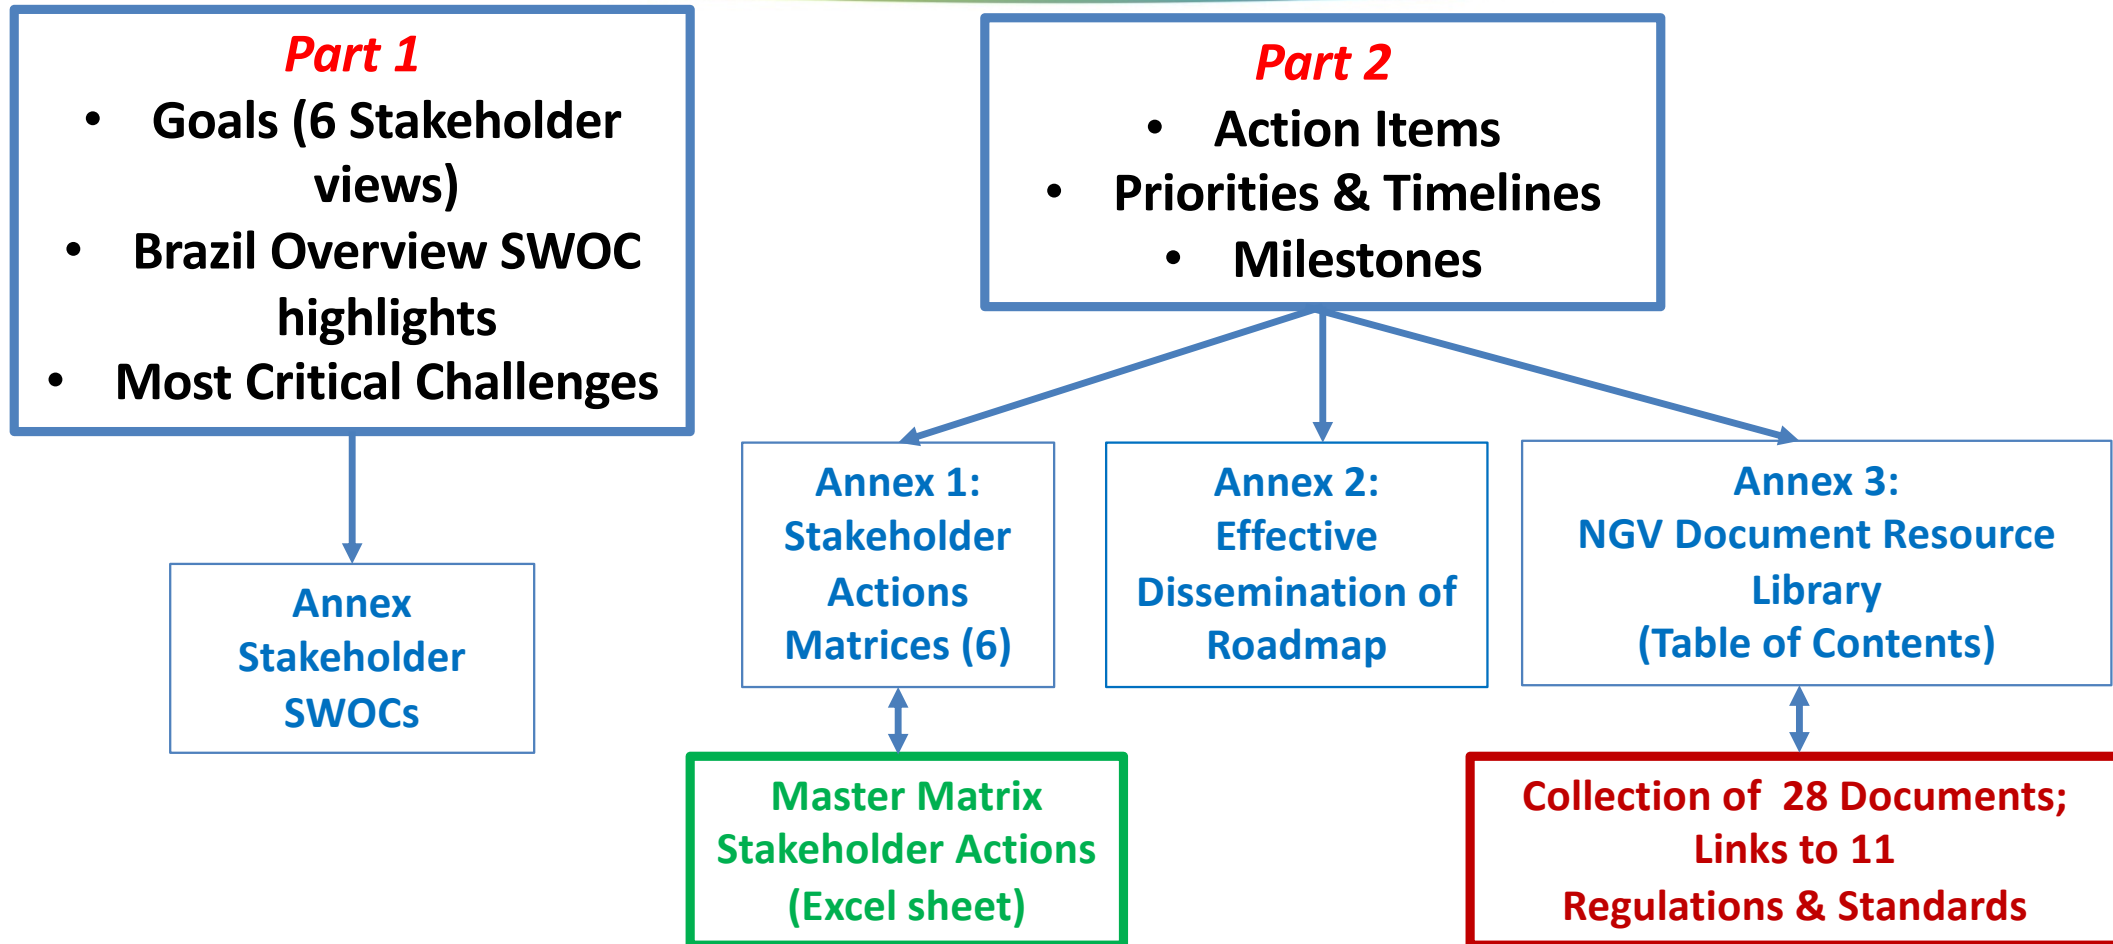 Part 1
• Goals (6 Stakeholder
views)
• Brazil Overview SWOC
highlights
• Most Critical Challenges
Part 2
• Action Items
• Priorities & Timelines
• Milestones
Annex
Stakeholder
SWOCs
Annex 1:
Stakeholder
Actions
Matrices (6)
Annex 2:
Effective
Dissemination of
Roadmap
Annex 3:
NGV Document Resource
Library
(Table of Contents)
Master Matrix
Stakeholder Actions
(Excel sheet)
Collection of 28 Documents;
Links to 11
Regulations & Standards